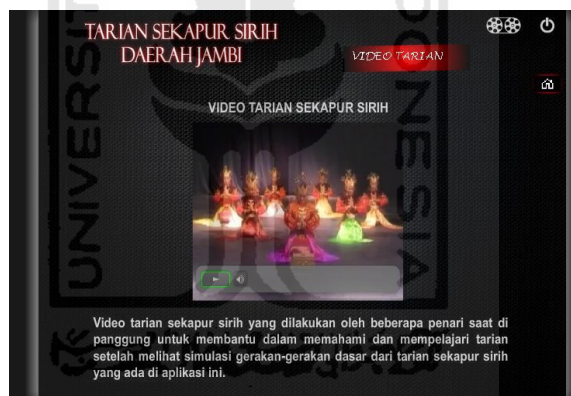 TARIAN SEKAPUR SIRIH
DAERAH JAMBI
VIDEO TARIAN
VIDEO TARIAN SEKAPUR SIRIH
Video tarian sekapur sirih yang dilakukan oleh beberapa penari saat di
panggung untuk membantu dalam memahami dan mempelajari tarian
setelah melihat simulasi gerakan-gerakan dasar dari tarian sekapur sirih
yang ada di aplikasi ini.